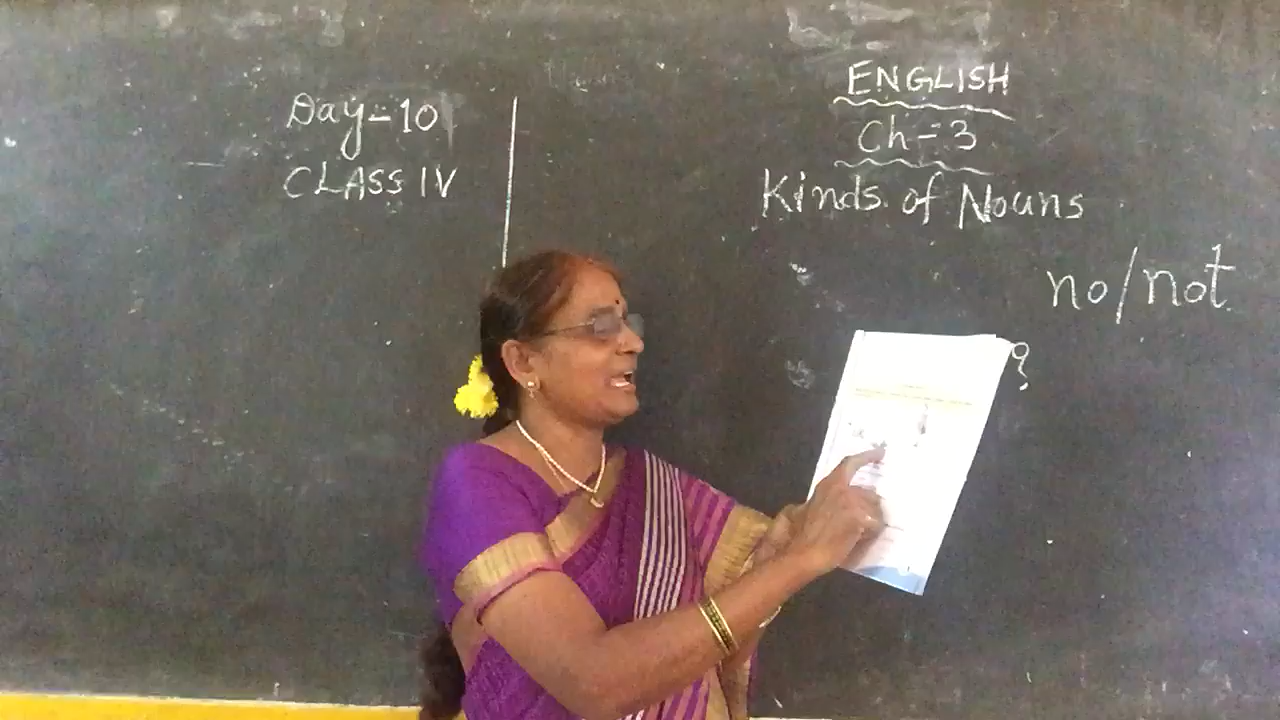 Day-10
CLASS IV
ENGLISH
Ch-3
Kinds of Nouns
no/not
?